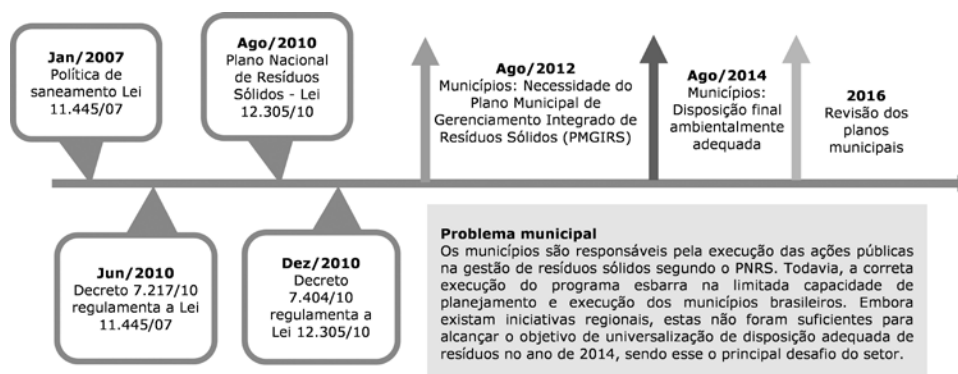 Jan/2007
Política de
saneamento Lei
11.445/07
Ago/2010
Plano Nacional
de Resíduos
Sólidos - Lei
12.305/10
Ago/2012
Municípios: Necessidade do
Plano Municipal de
Gerenciamento Integrado de
Resíduos Sólidos (PMGIRS)
Ago/2014
Municípios:
Disposição final
ambientalmente
adequada
2016
Revisão dos
planos
municipais
Jun/2010
Decreto 7.217/10
regulamenta a Lei
11.445/07
Dez/2010
Decreto
7.404/10
regulamenta a
Lei 12.305/10
Problema municipal
Os municípios são responsáveis pela execução das ações públicas
na gestão de resíduos sólidos segundo o PNRS. Todavia, a correta
execução do programa esbarra na limitada capacidade de
planejamento e execução dos municípios brasileiros. Embora
existam iniciativas regionais, estas não foram suficientes para
alcançar o objetivo de universalização de disposição adequada de
resíduos no ano de 2014, sendo esse o principal desafio do setor.